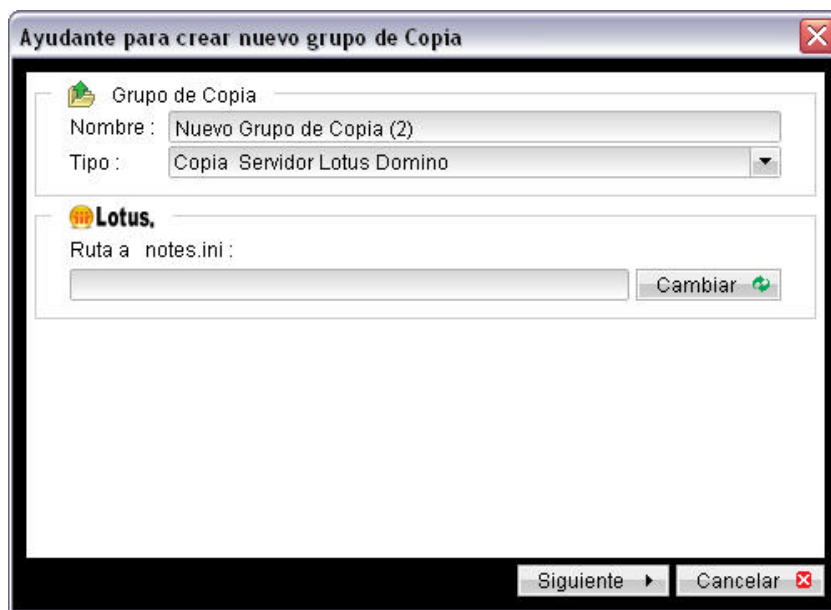 Ayudante para crear nuevo grupo de Copia
Grupo de Copia
Nombre : Nuevo Grupo de Copia (2)
Tipo : Copia Servidor Lotus Domino
Lotus.
Ruta a notes.ini :
Cambiar
Siguiente Cancelar